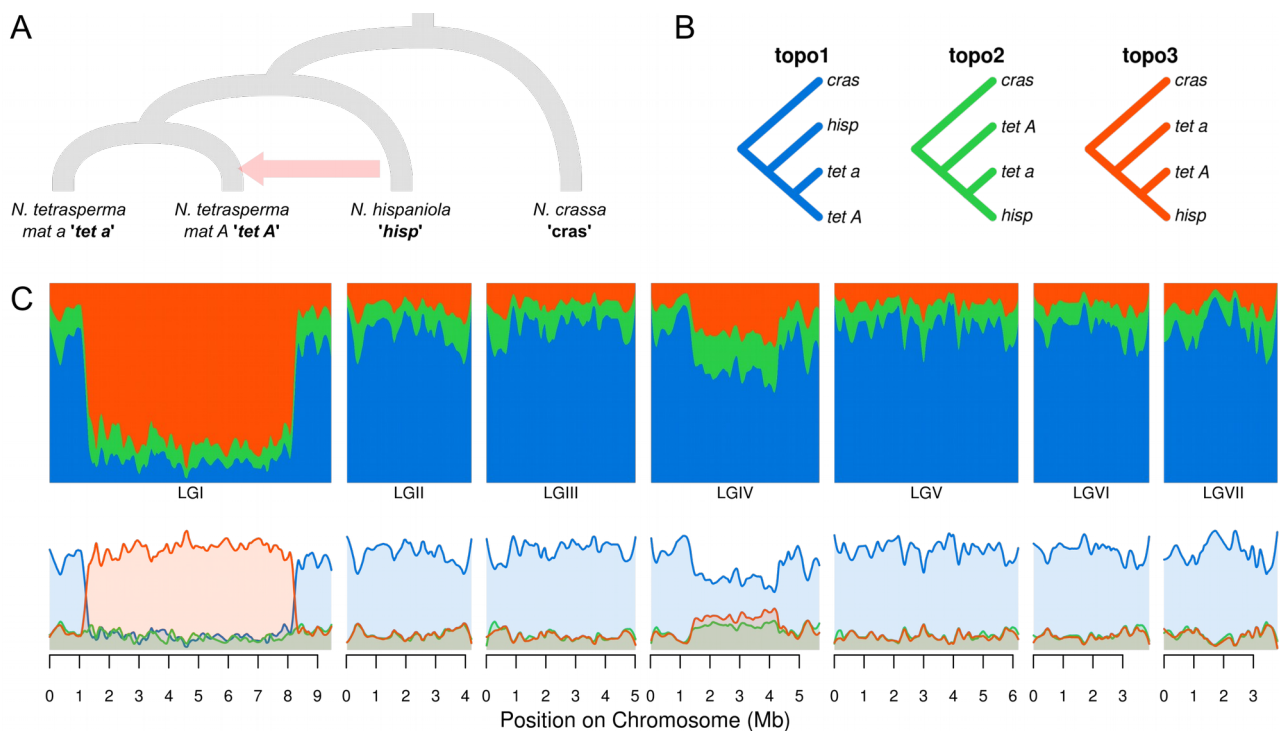 A
N. tetrasperma
mat a 'tet a'
N. tetrasperma
mat A 'tet A'
N. hispaniola
'hisp'
N. crassa
'cras'
B
topo1
cras
hisp
tet a
tet A
topo2
cras
tet A
tet a
hisp
topo3
cras
tet a
tet A
hisp
C
LGI LGII LGIII LGIV LGV LGVI LGVII
0 1 2 3 4 5 6 7 8 9 0 1 2 3 4 0 1 2 3 4 5 0 1 2 3 4 5 0 1 2 3 4 5 6 0 1 2 3 0 1 2 3
Position on Chromosome (Mb)